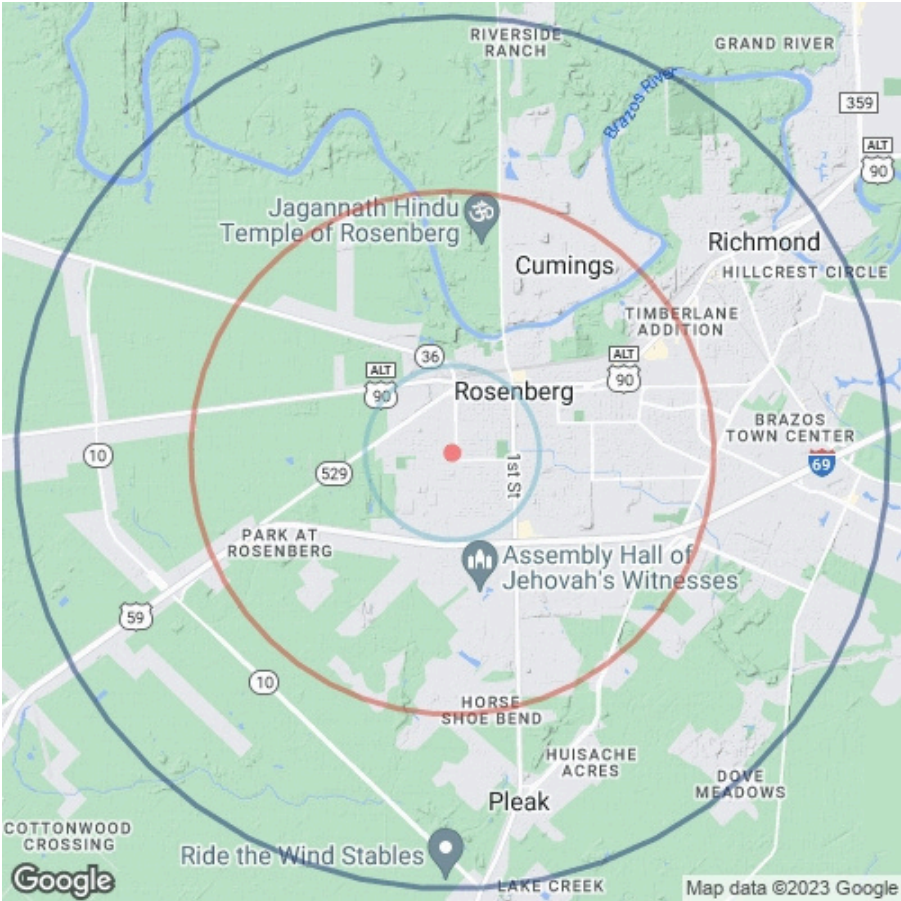 RIVERSIDE
RANCH
GRAND RIVER
Brazos River
359
ALT
90
Jagannath Hindu
Temple of Rosenberg
Richmond
Cumings
HILLCREST CIRCLE
TIMBERLANE
ADDITION
36
ALT
90
ALT
90
Rosenberg
BRAZOS
TOWN CENTER
10
529
1st St
69
PARK AT
ROSENBERG
Assembly Hall of
Jehovah's Witnesses
59
10
HORSE
SHOE BEND
HUISACHE
ACRES
DOVE
MEADOWS
Pleak
COTTONWOOD
CROSSING
Ride the Wind Stables
Google
LAKE CREEK
Map data ©2023 Google